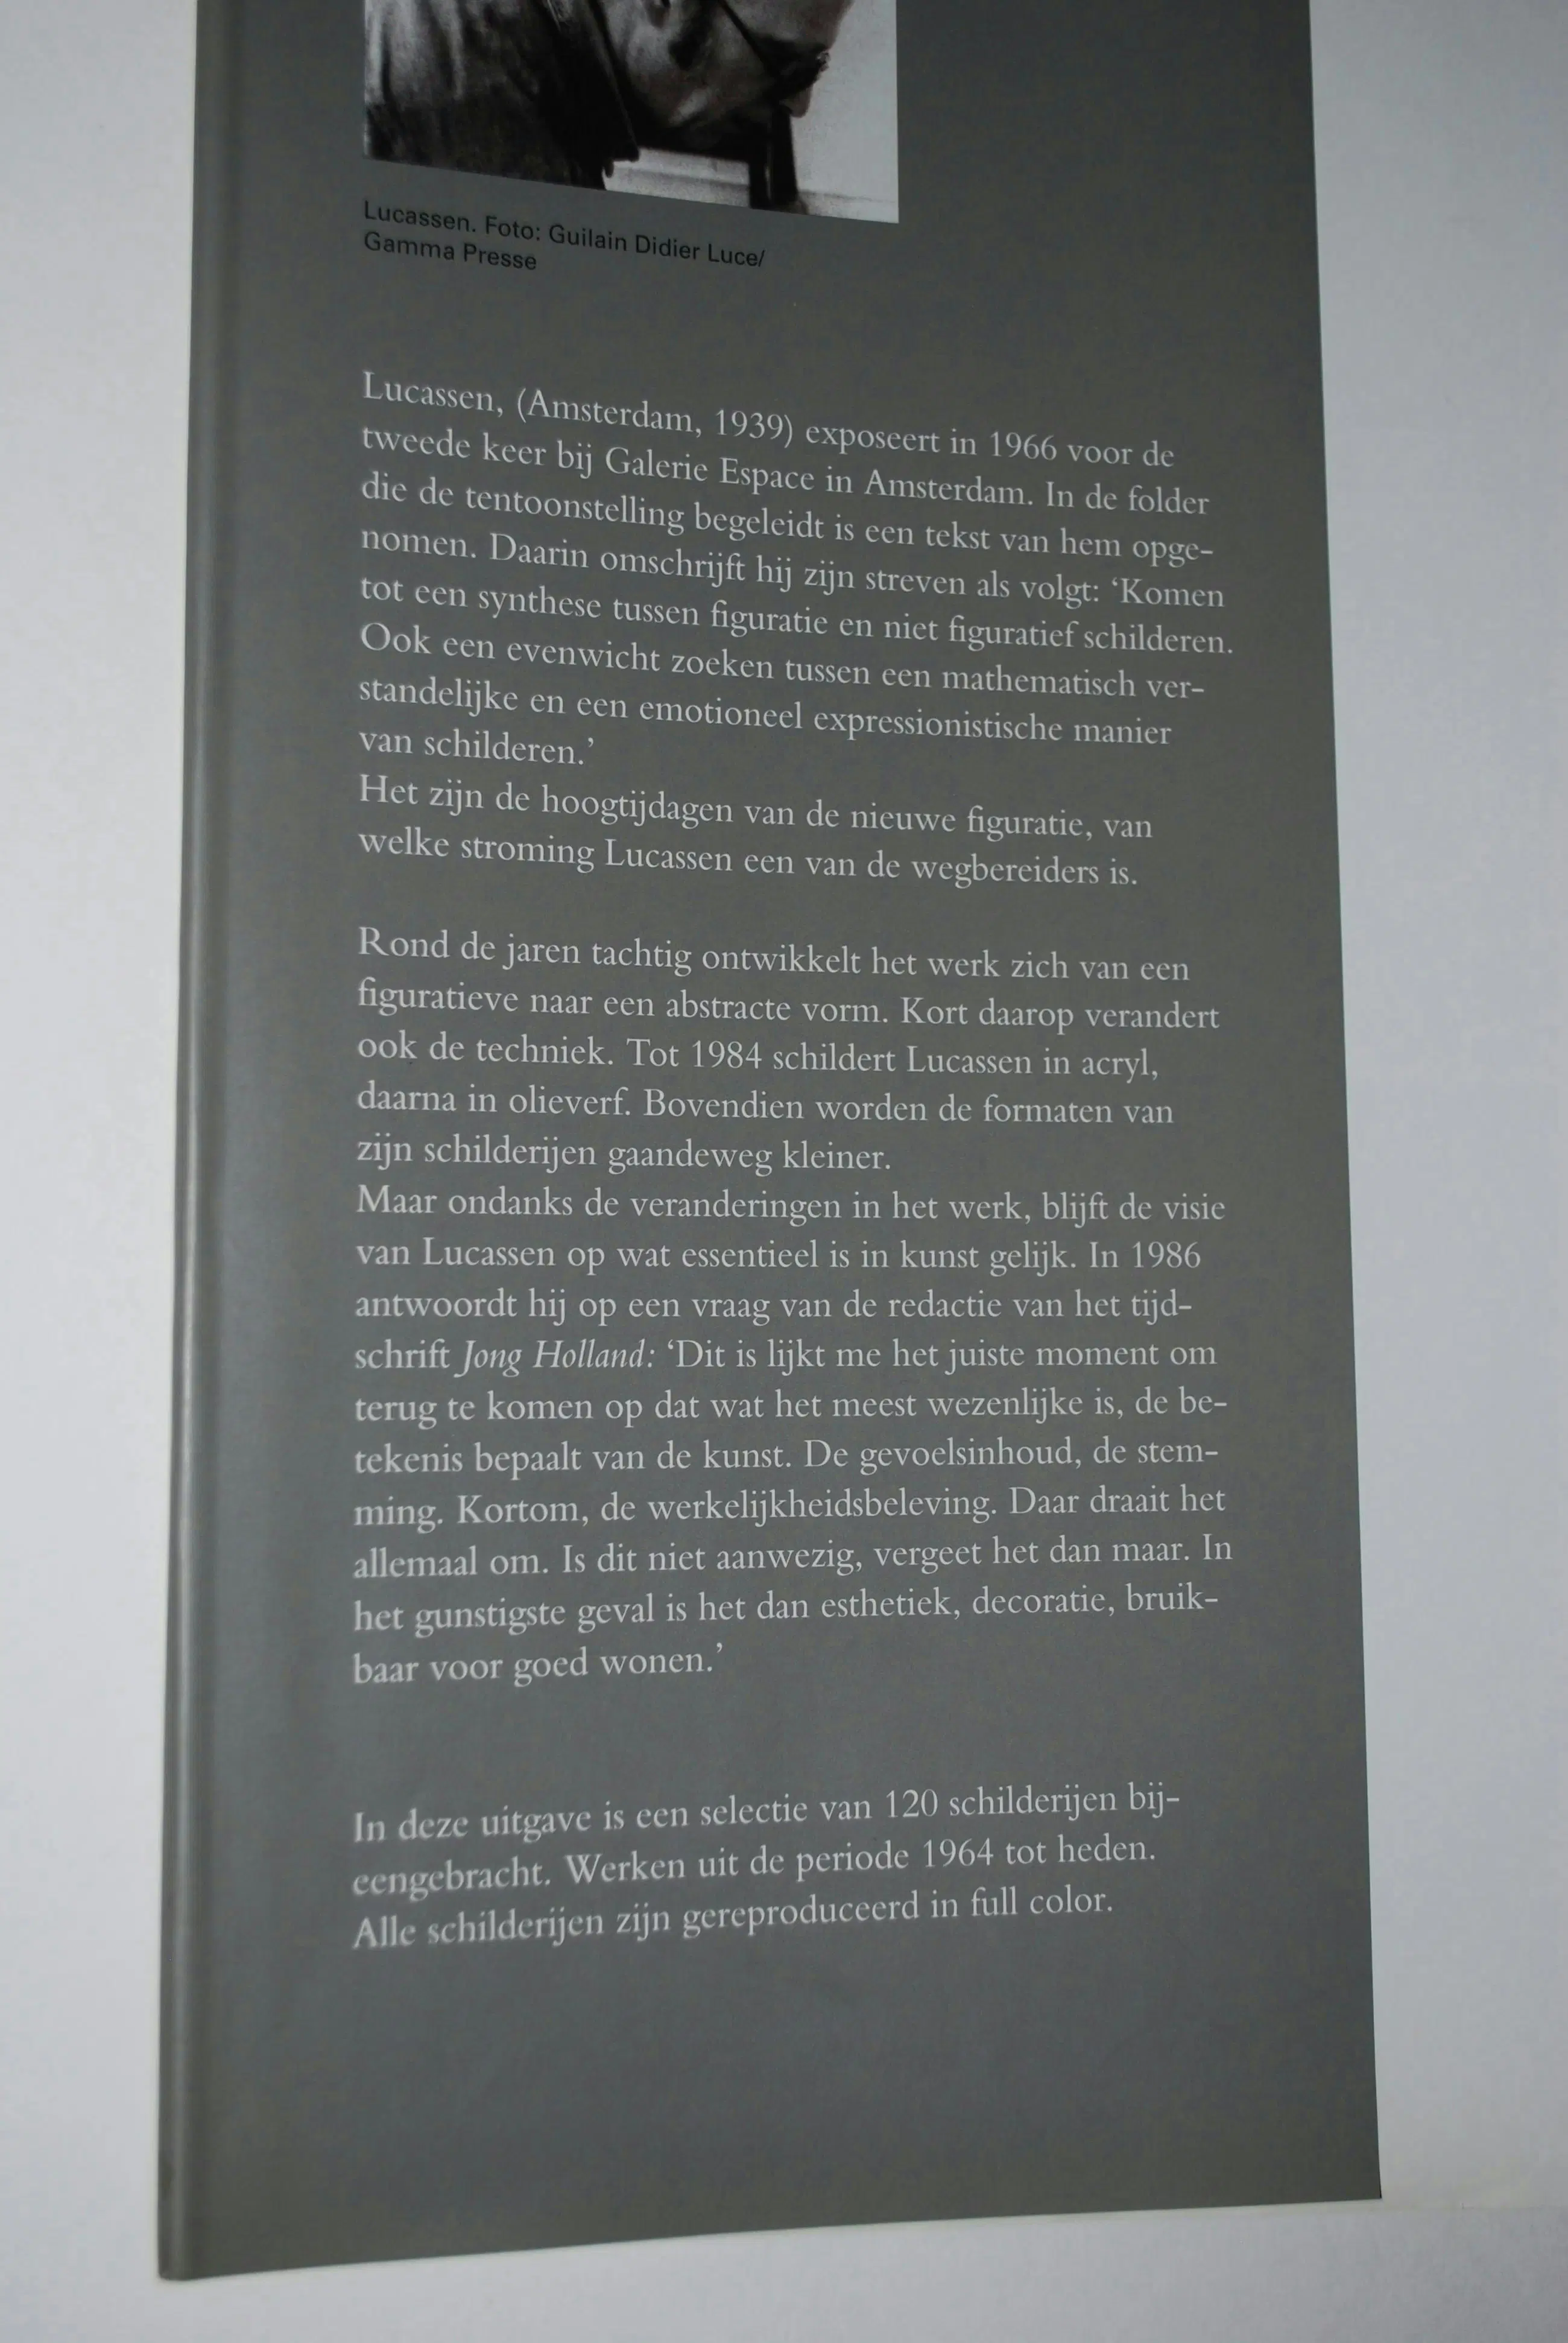 Lucassen. Foto: Guilain Didier Luce/
Gamma Presse
Lucassen, (Amsterdam, 1939) exposeert in 1966 voor de
tweede keer bij Galerie Espace in Amsterdam. In de folder
die de tentoonstelling begeleidt is een tekst van hem opge-
nomen. Daarin omschrijft hij zijn streven als volgt: ‘Komen
tot een synthese tussen figuratie en niet figuratief schilderen.
Ook een evenwicht zoeken tussen een mathematisch ver-
standelijke en een emotioneel expressionistische manier
van schilderen.’
Het zijn de hoogtijdagen van de nieuwe figuratie, van
welke stroming Lucassen een van de wegbereiders is.
Rond de jaren tachtig ontwikkelt het werk zich van een
figuratieve naar een abstracte vorm. Kort daarop verandert
ook de techniek. Tot 1984 schildert Lucassen in acryl,
daarna in olieverf. Bovendien worden de formaten van
zijn schilderijen gaandeweg kleiner.
Maar ondanks de veranderingen in het werk, blijft de visie
van Lucassen op wat essentieel is in kunst gelijk. In 1986
antwoordt hij op een vraag van de redactie van het tijd-
schrift Jong Holland: ‘Dit is lijkt me het juiste moment om
terug te komen op dat wat het meest wezenlijke is, de be-
tekenis bepaalt van de kunst. De gevoelsinhoud, de stem-
ming. Kortom, de werkelijkheidsbeleving. Daar draait het
allemaal om. Is dit niet aanwezig, vergeet het dan maar. In
het gunstigste geval is het dan esthetiek, decoratie, bruik-
baar voor goed wonen.’
In deze uitgave is een selectie van 120 schilderijen bij-
eengebracht. Werken uit de periode 1964 tot heden.
Alle schilderijen zijn gereproduceerd in full color.